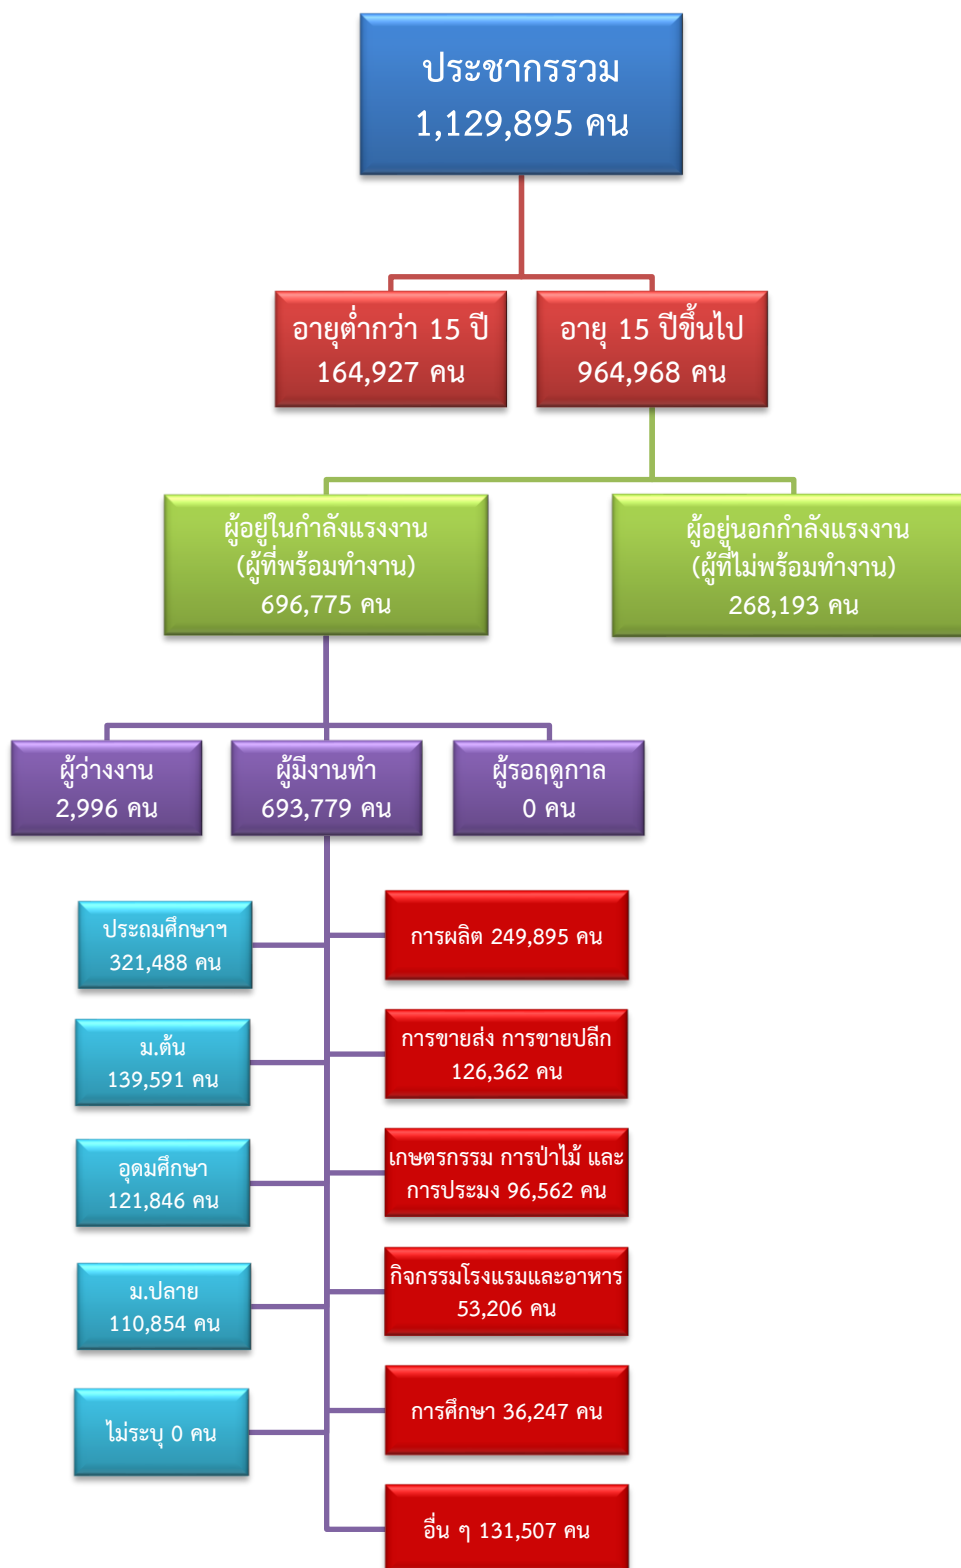 ประชากรรวม
1,129,895 คน
อายุต่ำกว่า 15 ปี
164,927 คน
อายุ 15 ปีขึ้นไป
964,968 คน
ผู้อยู่ในกำลังแรงงาน
(ผู้ที่พร้อมทำงาน)
696,775 คน
ผู้อยู่นอกกำลังแรงงาน
(ผู้ที่ไม่พร้อมทำงาน)
268,193 คน
ผู้ว่างงาน
2,996 คน
ผู้มีงานทำ
693,779 คน
ผู้รอฤดูกาล
0 คน
ประถมศึกษาฯ
321,488 คน
ม.ต้น
139,591 คน
อุดมศึกษา
121,846 คน
ม.ปลาย
110,854 คน
ไม่ระบุ 0 คน
การผลิต 249,895 คน
การขายส่ง การขายปลีก
126,362 คน
เกษตรกรรม การป่าไม้ และ
การประมง 96,562 คน
กิจกรรมโรงแรมและอาหาร
53,206 คน
การศึกษา 36,247 คน
อื่น ๆ 131,507 คน